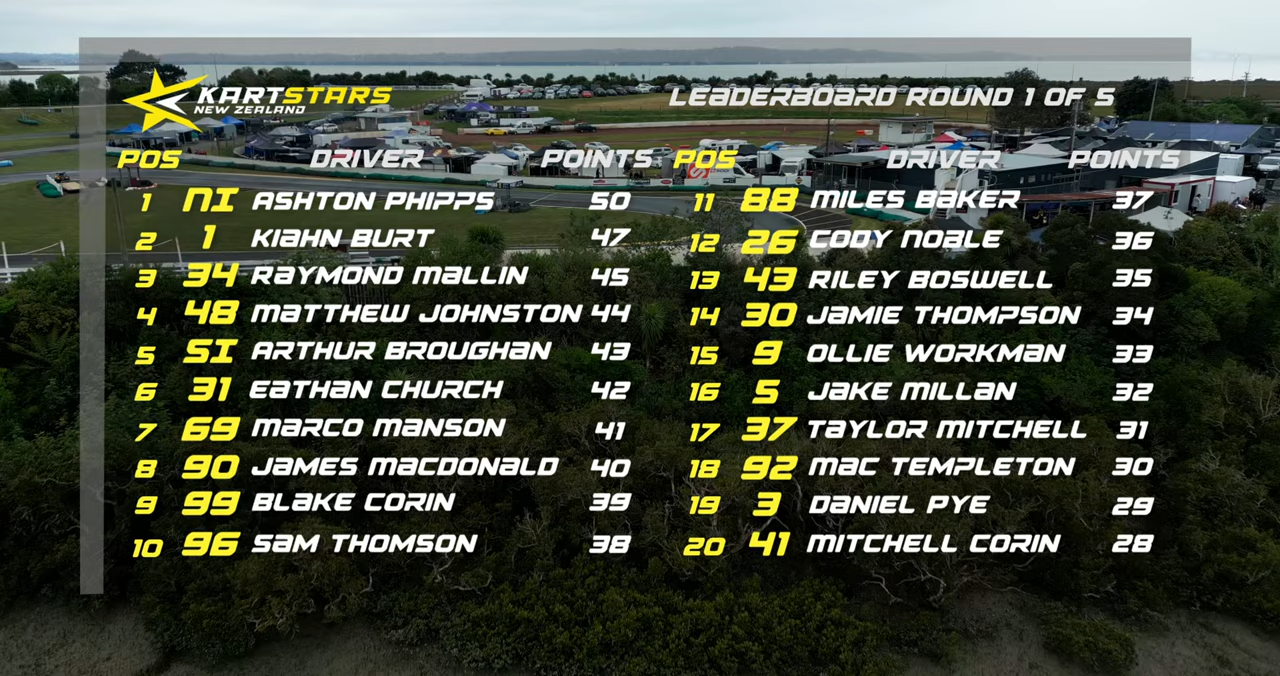 KARTSTARS
NEW ZEALAND
LEADERBOARD ROUND 1 OF 5
POS DRIVER POINTS
1 NI ASHTON PHIPPS 50
2 1 KIAHN BURT 47
3 34 RAYMOND MALLIN 45
4 48 MATTHEW JOHNSTON 44
5 SI ARTHUR BROUGHAN 43
6 31 EATHAN CHURCH 42
7 69 MARCO MANSON 41
8 90 JAMES MACDONALD 40
9 99 BLAKE CORIN 39
10 96 SAM THOMSON 38
POS DRIVER POINTS
11 88 MILES BAKER 37
12 26 CODY NOBLE 36
13 43 RILEY BOSWELL 35
14 30 JAMIE THOMPSON 34
15 9 OLLIE WORKMAN 33
16 5 JAKE MILLAN 32
17 37 TAYLOR MITCHELL 31
18 92 MAC TEMPLETON 30
19 3 DANIEL PYE 29
20 41 MITCHELL CORIN 28